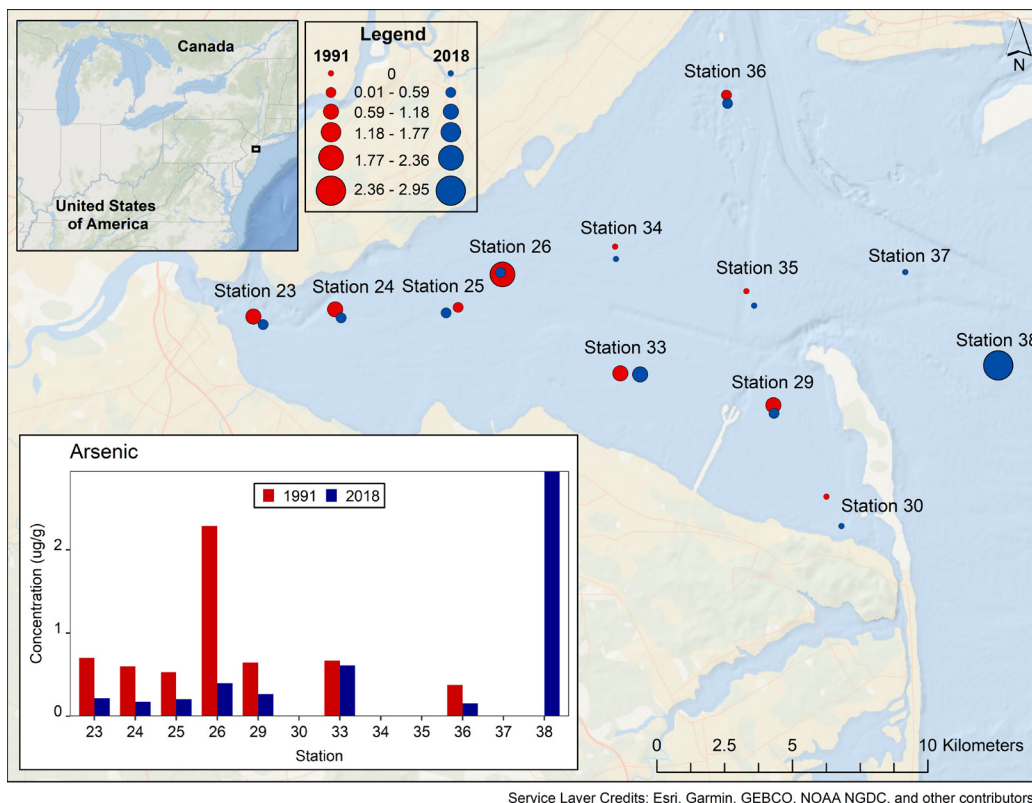 Canada
United States
of America
Legend
1991 2018
0
0.01 - 0.59
0.59 - 1.18
1.18 - 1.77
1.77 - 2.36
2.36 - 2.95
N
Station 36
Station 34
Station 26
Station 37
Station 35
Station 24
Station 25
Station 23
Station 38
Station 33
Station 29
Station 30
Arsenic
1991 2018
Concentration (ug/g)
2
1
0
23 24 25 26 29 30 33 34 35 36 37 38
Station
0 2.5 5 10 Kilometers
Service Layer Credits: Esri, Garmin, GEBCO, NOAA NGDC, and other contributors